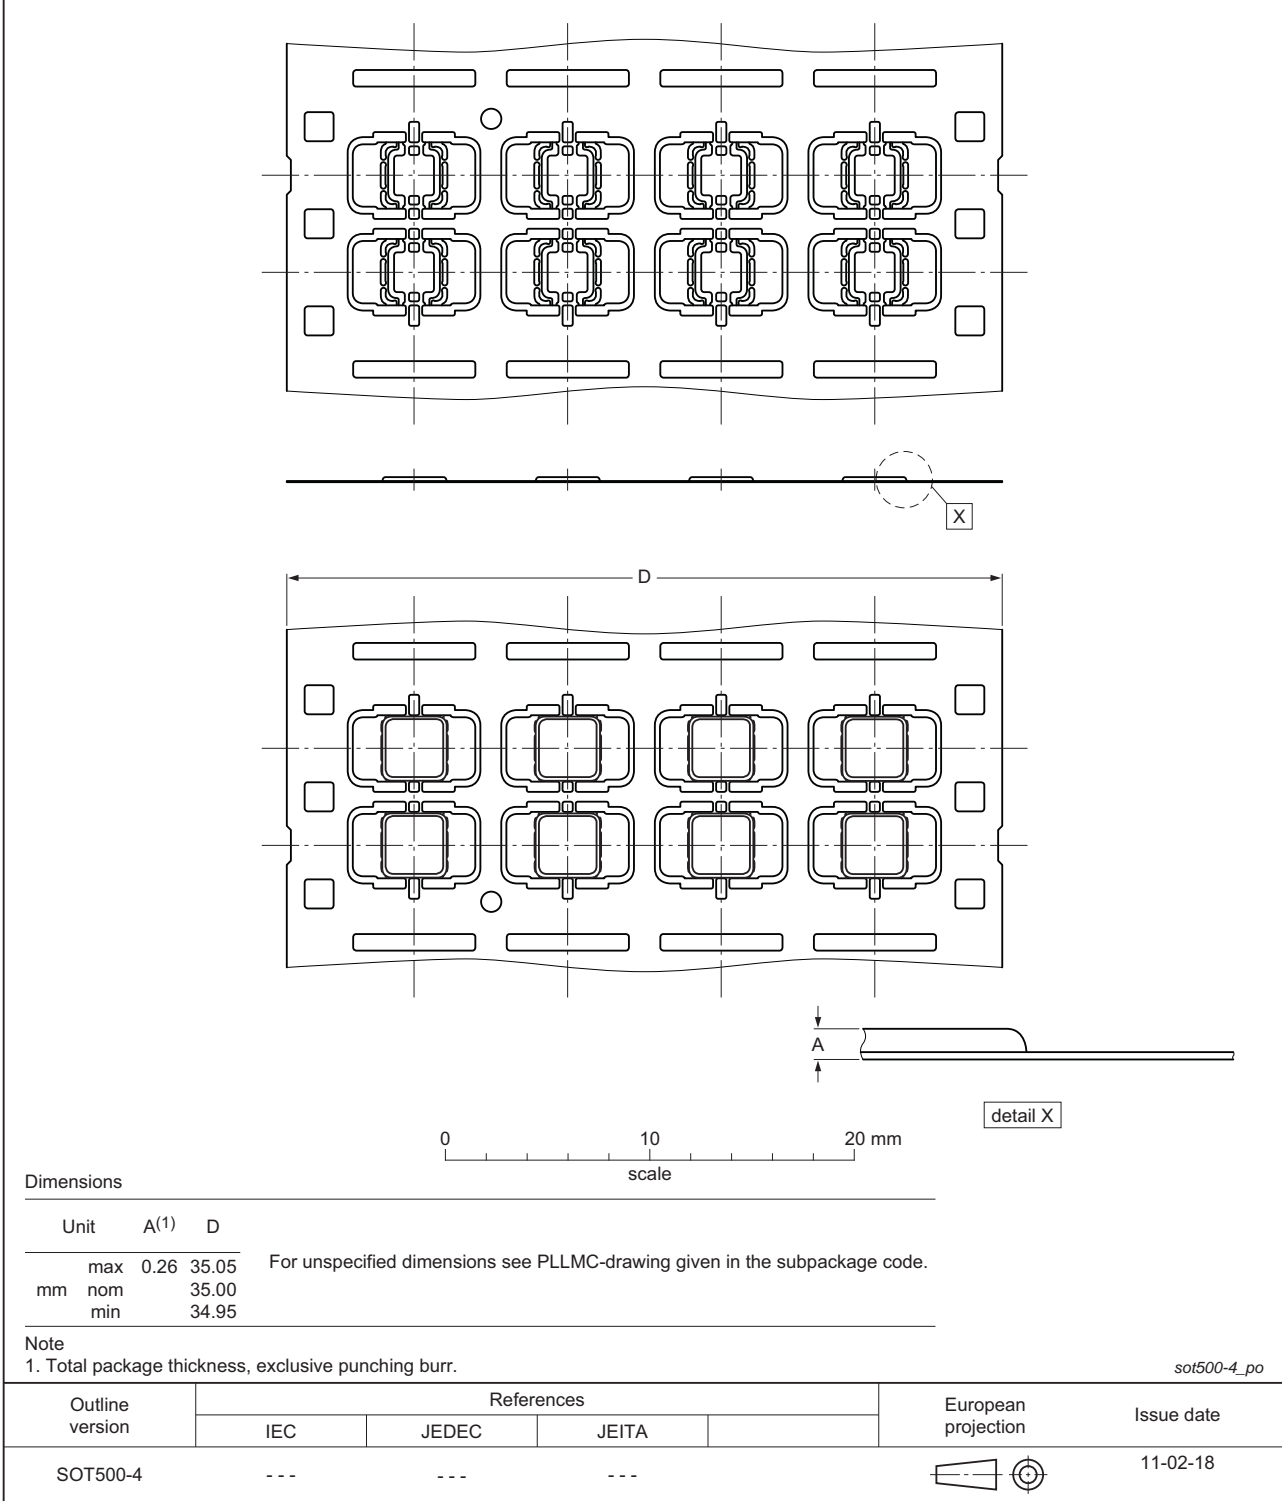 X
D
A
detail X
0 10 20 mm
scale
Dimensions
Unit A(1) D
max 0.26 35.05
mm nom 35.00
min 34.95
For unspecified dimensions see PLLMC-drawing given in the subpackage code.
Note
1. Total package thickness, exclusive punching burr.
sot500-4_po
Outline version
References
IEC JEDEC JEITA
European projection
Issue date
SOT500-4 - - - - - - - - - 11-02-18